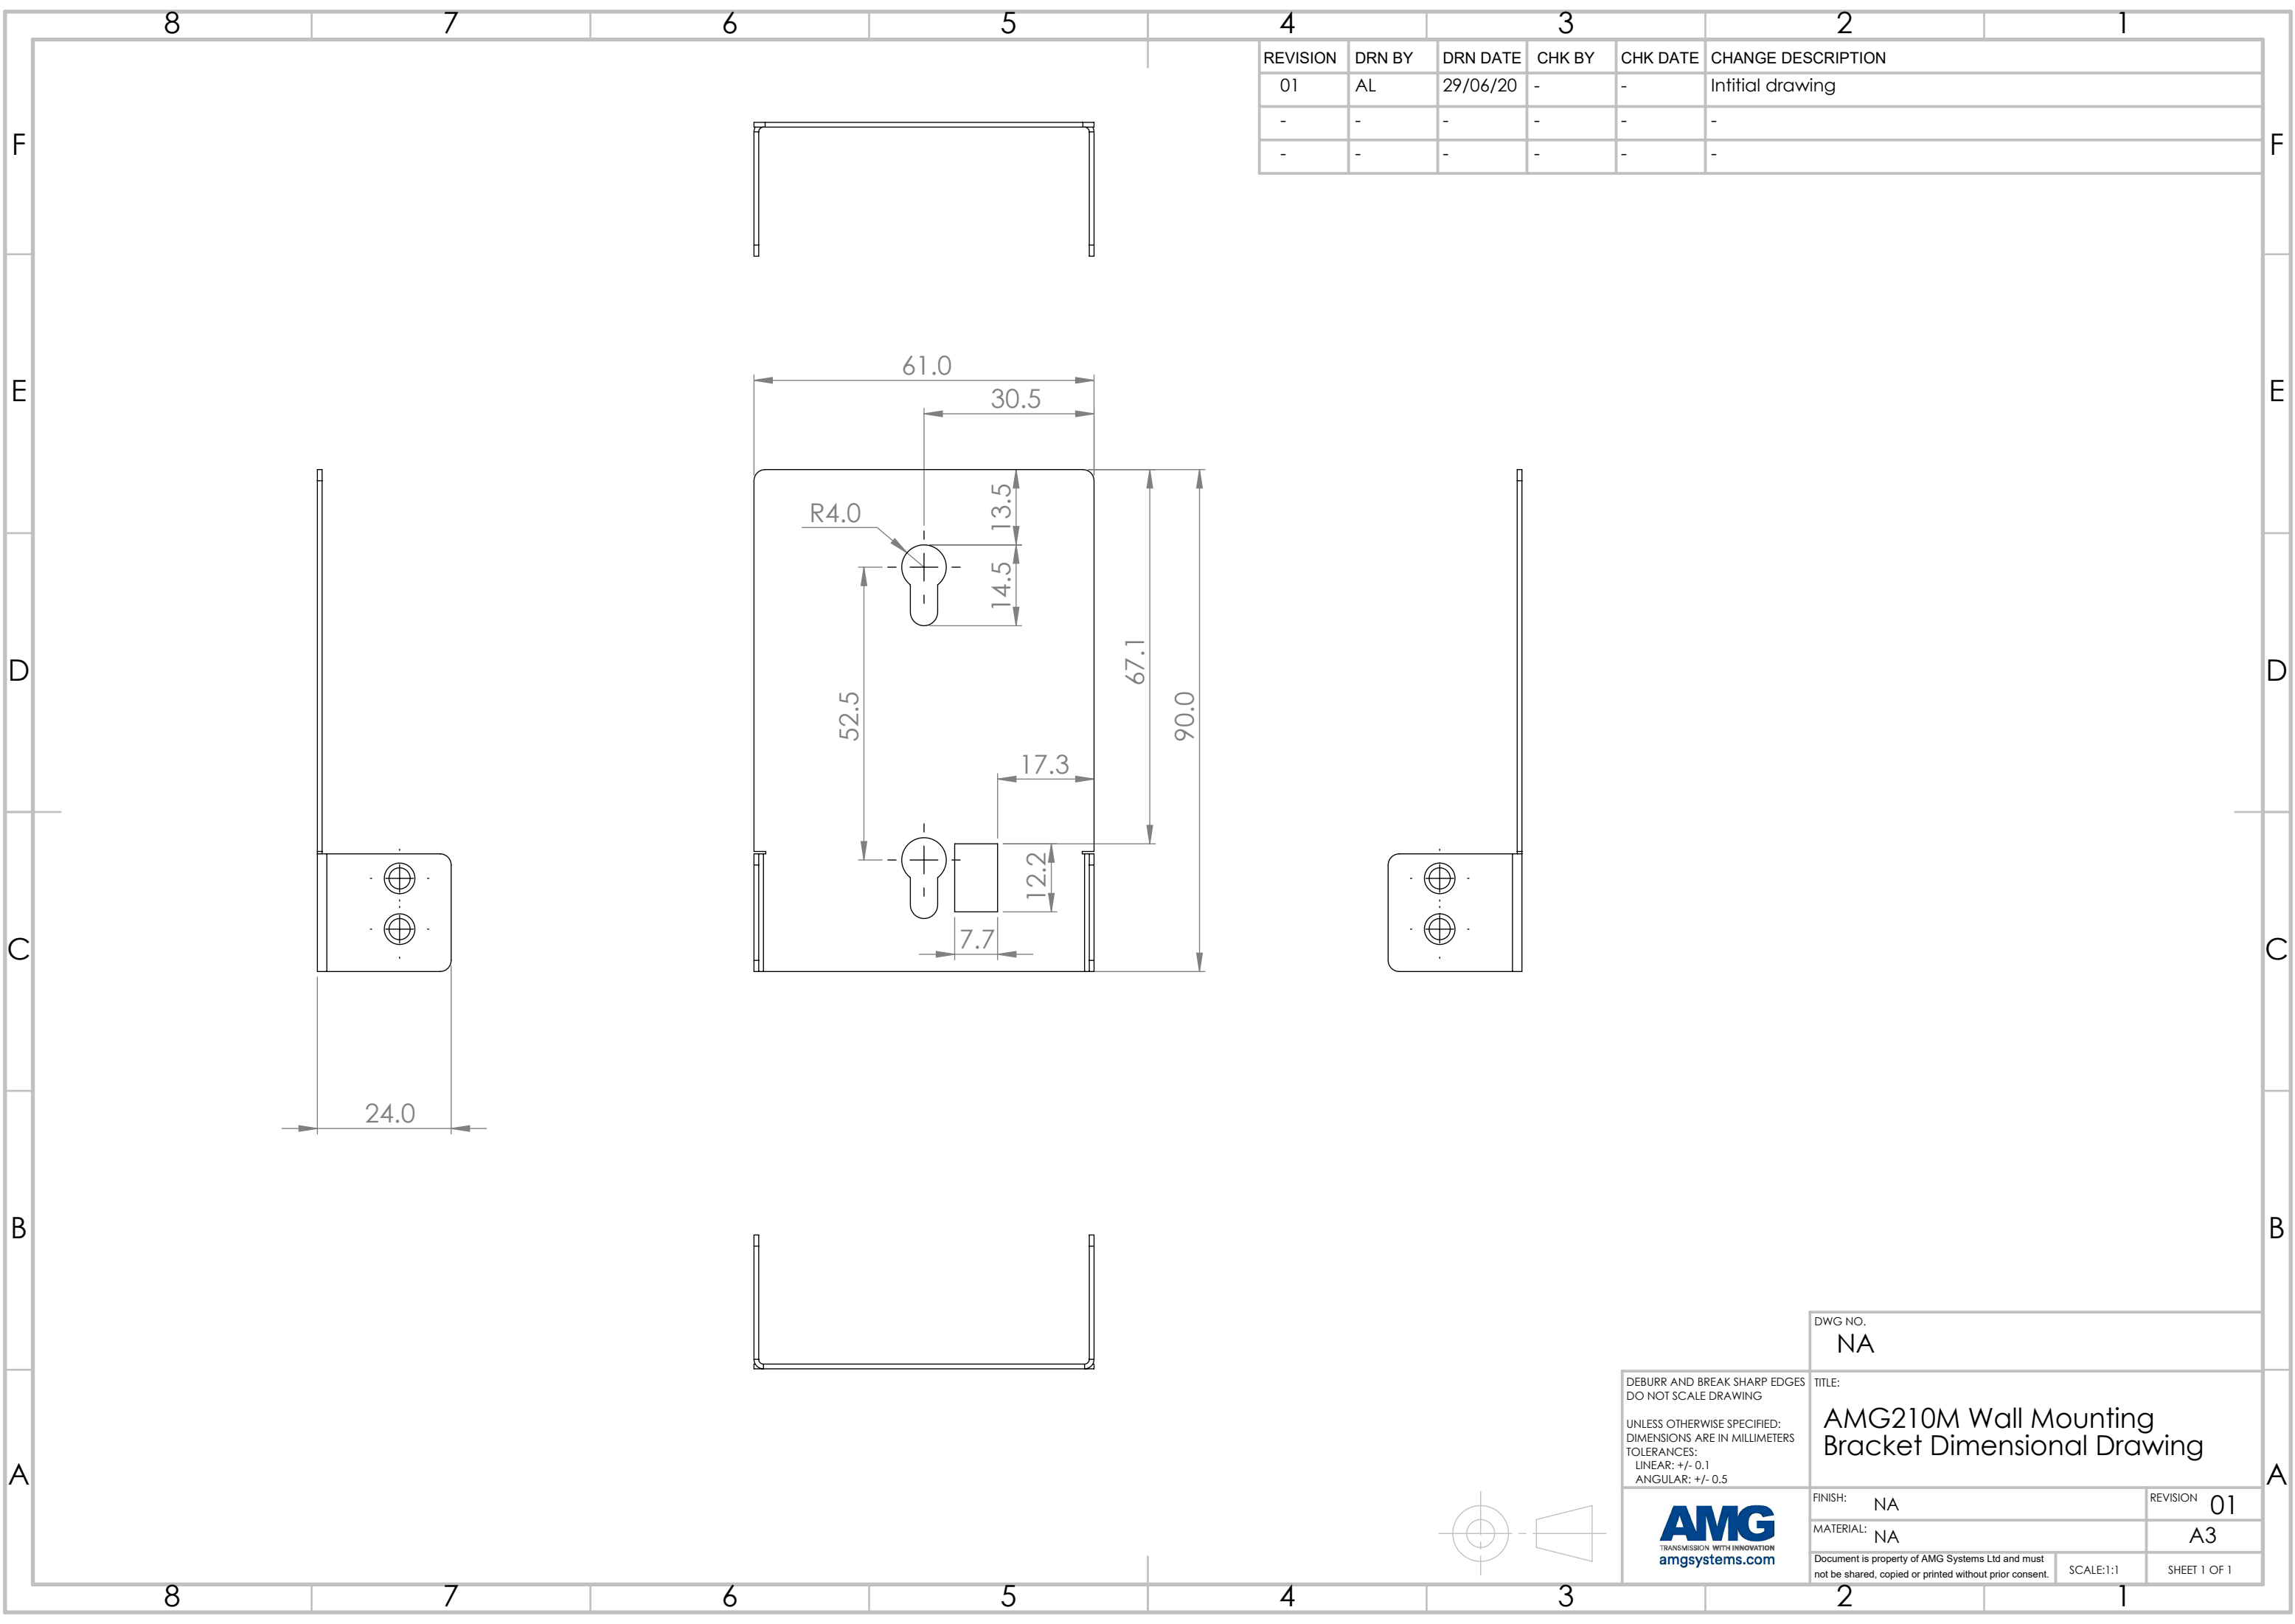 8 7 6 5 4 3 2 1
REVISION DRN BY DRN DATE CHK BY CHK DATE CHANGE DESCRIPTION
01 AL 29/06/20 - - Intitial drawing
- - - - - -
- - - - - -
F F
61.0
30.5
E E
R4.0
13.5
14.5
67.1
D D
52.5
90.0
17.3
12.2
7.7
C C
24.0
B B
DWG NO.
NA
DEBURR AND BREAK SHARP EDGES
DO NOT SCALE DRAWING
UNLESS OTHERWISE SPECIFIED:
DIMENSIONS ARE IN MILLIMETERS
TOLERANCES:
LINEAR: +/- 0.1
ANGULAR: +/- 0.5
TITLE:
AMG210M Wall Mounting
Bracket Dimensional Drawing
A A
FINISH: NA
REVISION 01
MATERIAL: NA
A3
AMG
TRANSMISSION WITH INNOVATION
amgsystems.com
Document is property of AMG Systems Ltd and must
not be shared, copied or printed without prior consent.
SCALE:1:1
SHEET 1 OF 1
8 7 6 5 4 3 2 1